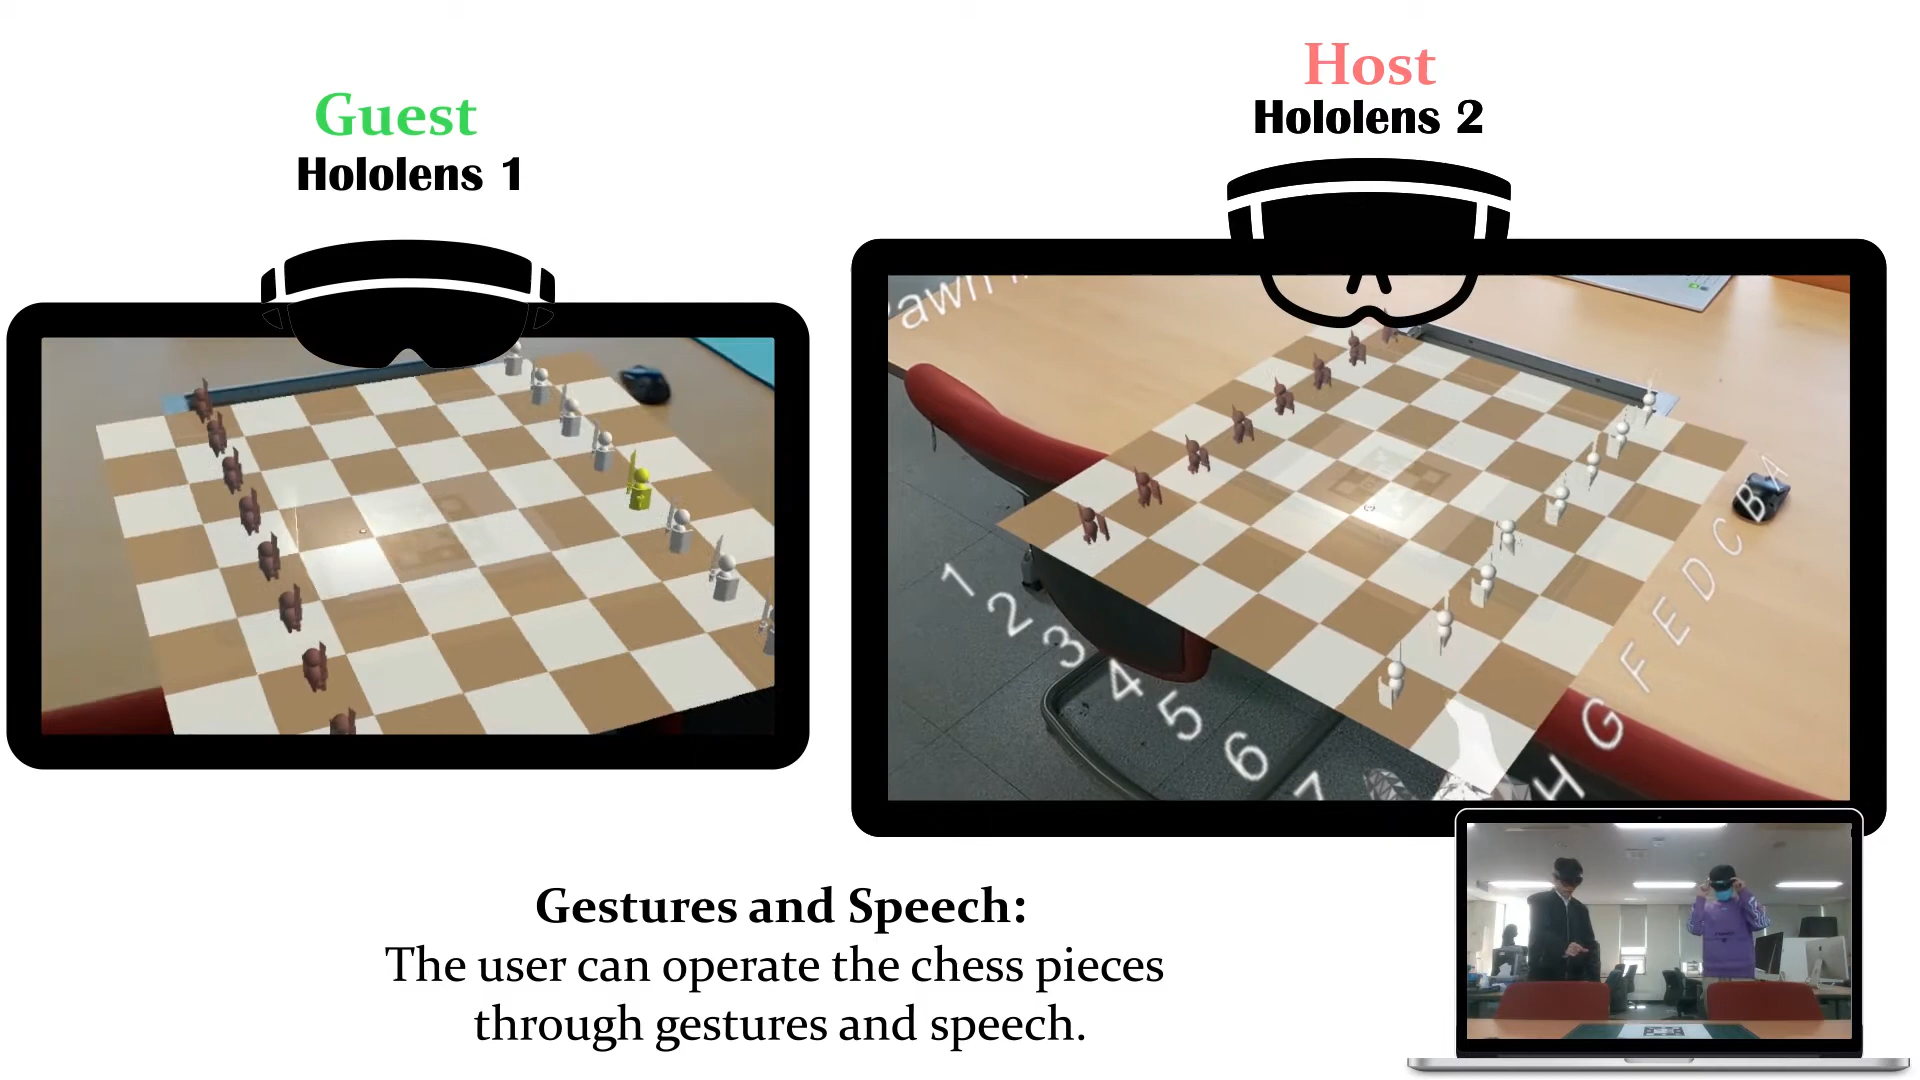 Guest
Hololens 1
Host
Hololens 2
1
2
3
4
5
6
7
A
B
C
D
E
F
G
H
Gestures and Speech:
The user can operate the chess pieces
through gestures and speech.